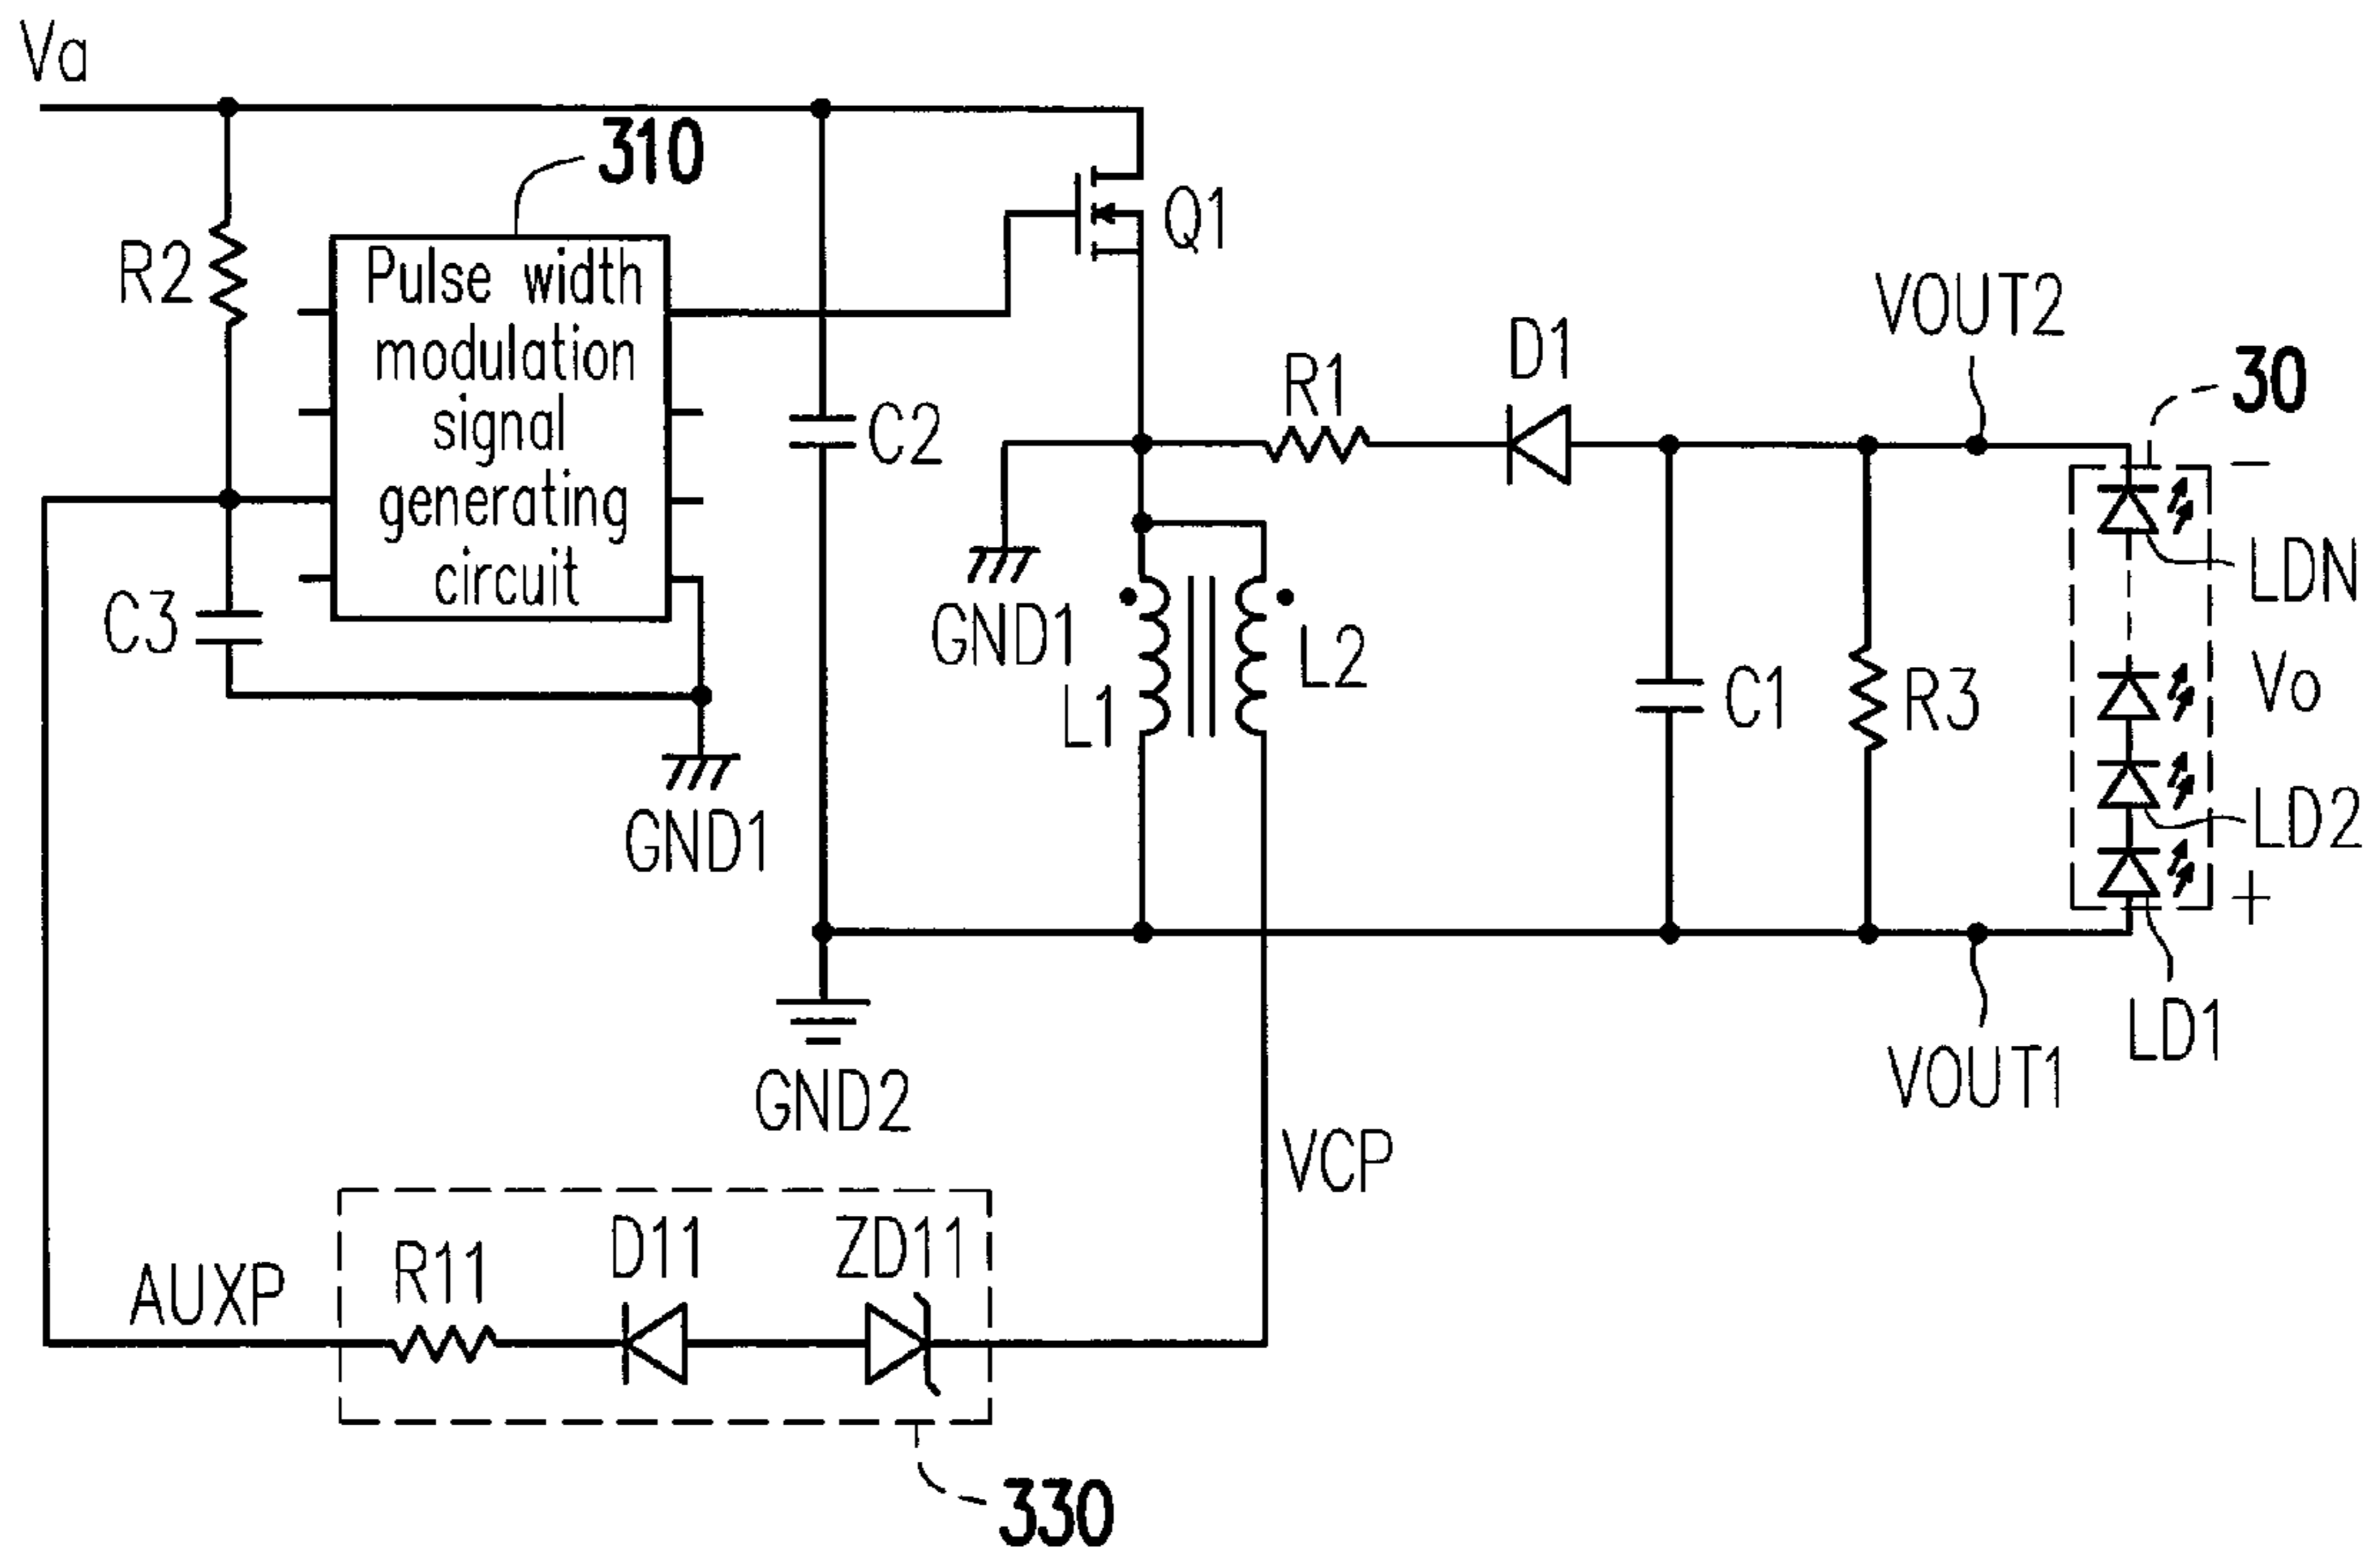 Va
310
Q1
R2
Pulse width
modulation
signal
generating
circuit
C2
R1
D1
VOUT2
30
−
LDN
C3
GND1
L1
L2
C1
R3
Vo
GND1
LD2
+
LD1
GND2
VOUT1
VCP
AUXP
R11
D11
ZD11
330